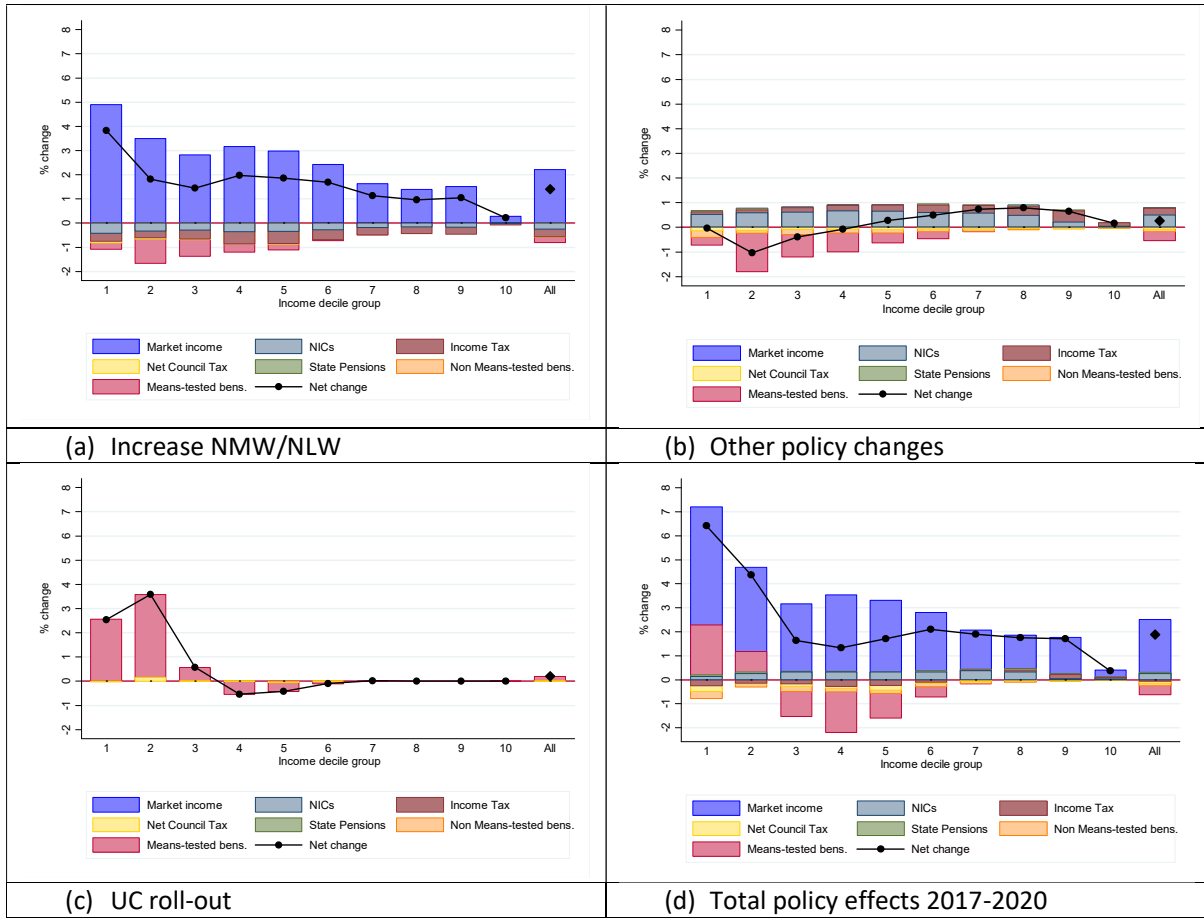 8
7
6
5
4
3
2
1
0
-1
-2
% change
1 2 3 4 5 6 7 8 9 10 All
Income decile group
Market income NICs Income Tax
Net Council Tax State Pensions Non Means-tested bens.
Means-tested bens. Net change
(a) Increase NMW/NLW
8
7
6
5
4
3
2
1
0
-1
-2
% change
1 2 3 4 5 6 7 8 9 10 All
Income decile group
Market income NICs Income Tax
Net Council Tax State Pensions Non Means-tested bens.
Means-tested bens. Net change
(b) Other policy changes
8
7
6
5
4
3
2
1
0
-1
-2
% change
1 2 3 4 5 6 7 8 9 10 All
Income decile group
Market income NICs Income Tax
Net Council Tax State Pensions Non Means-tested bens.
Means-tested bens. Net change
(c) UC roll-out
8
7
6
5
4
3
2
1
0
-1
-2
% change
1 2 3 4 5 6 7 8 9 10 All
Income decile group
Market income NICs Income Tax
Net Council Tax State Pensions Non Means-tested bens.
Means-tested bens. Net change
(d) Total policy effects 2017-2020